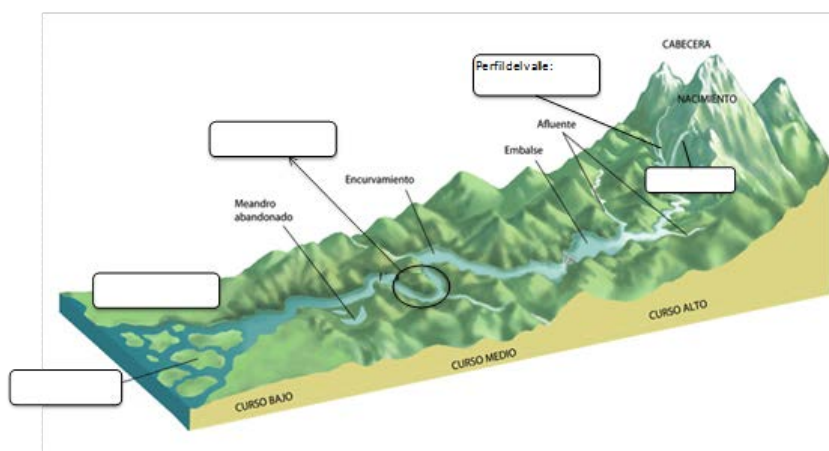 CABECERA
Perfil del valle:
NACIMIENTO
Afluente
Embalse
Encurvamiento
Meandro
abandonado
CURSO ALTO
CURSO MEDIO
CURSO BAJO